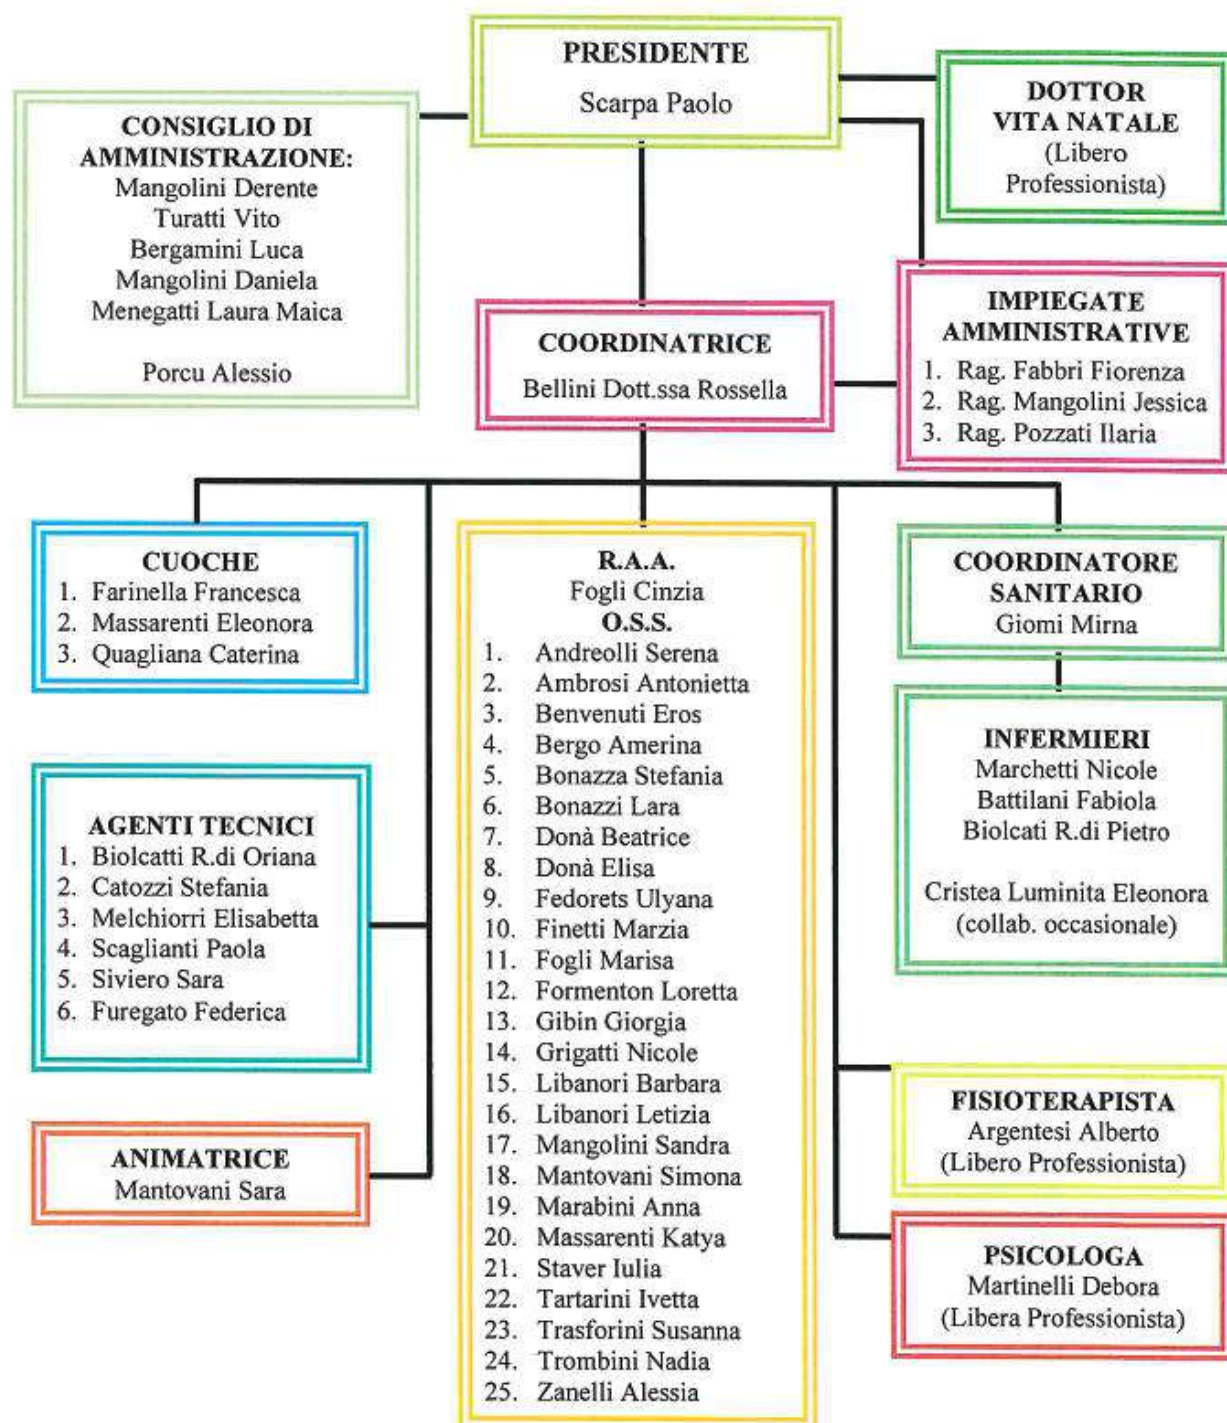 PRESIDENTE
Scarpa Paolo
DOTTOR
VITA NATALE
(Libero
Professionista)
CONSIGLIO DI
AMMINISTRAZIONE:
Mangolini Derente
Turatti Vito
Bergamini Luca
Mangolini Daniela
Menegatti Laura Maica
Porcu Alessio
COORDINATRICE
Bellini Dott.ssa Rossella
IMPIEGATE
AMMINISTRATIVE
1. Rag. Fabbri Fiorenza
2. Rag. Mangolini Jessica
3. Rag. Pozzati Ilaria
CUOCHE
1. Farinella Francesca
2. Massarenti Eleonora
3. Quagliana Caterina
AGENTI TECNICI
1. Biolcatti R.di Oriana
2. Catozzi Stefania
3. Melchiorri Elisabetta
4. Scaglianti Paola
5. Siviero Sara
6. Furegato Federica
ANIMATRICE
Mantovani Sara
R.A.A.
Fogli Cinzia
O.S.S.
1. Andreolli Serena
2. Ambrosi Antonietta
3. Benvenuti Eros
4. Bergo Amerina
5. Bonazza Stefania
6. Bonazzi Lara
7. Donà Beatrice
8. Donà Elisa
9. Fedorets Ulyana
10. Finetti Marzia
11. Fogli Marisa
12. Formenton Loretta
13. Gibin Giorgia
14. Grigatti Nicole
15. Libanori Barbara
16. Libanori Letizia
17. Mangolini Sandra
18. Mantovani Simona
19. Marabini Anna
20. Massarenti Katya
21. Staver Iulia
22. Tartarini Ivetta
23. Trasforini Susanna
24. Trombini Nadia
25. Zanelli Alessia
COORDINATORE
SANITARIO
Giomi Mirna
INFERMIERI
Marchetti Nicole
Battilani Fabiola
Biolcati R.di Pietro
Cristea Luminita Eleonora
(collab. occasionale)
FISIOTERAPISTA
Argentesi Alberto
(Libero Professionista)
PSICOLOGA
Martinelli Debora
(Libera Professionista)